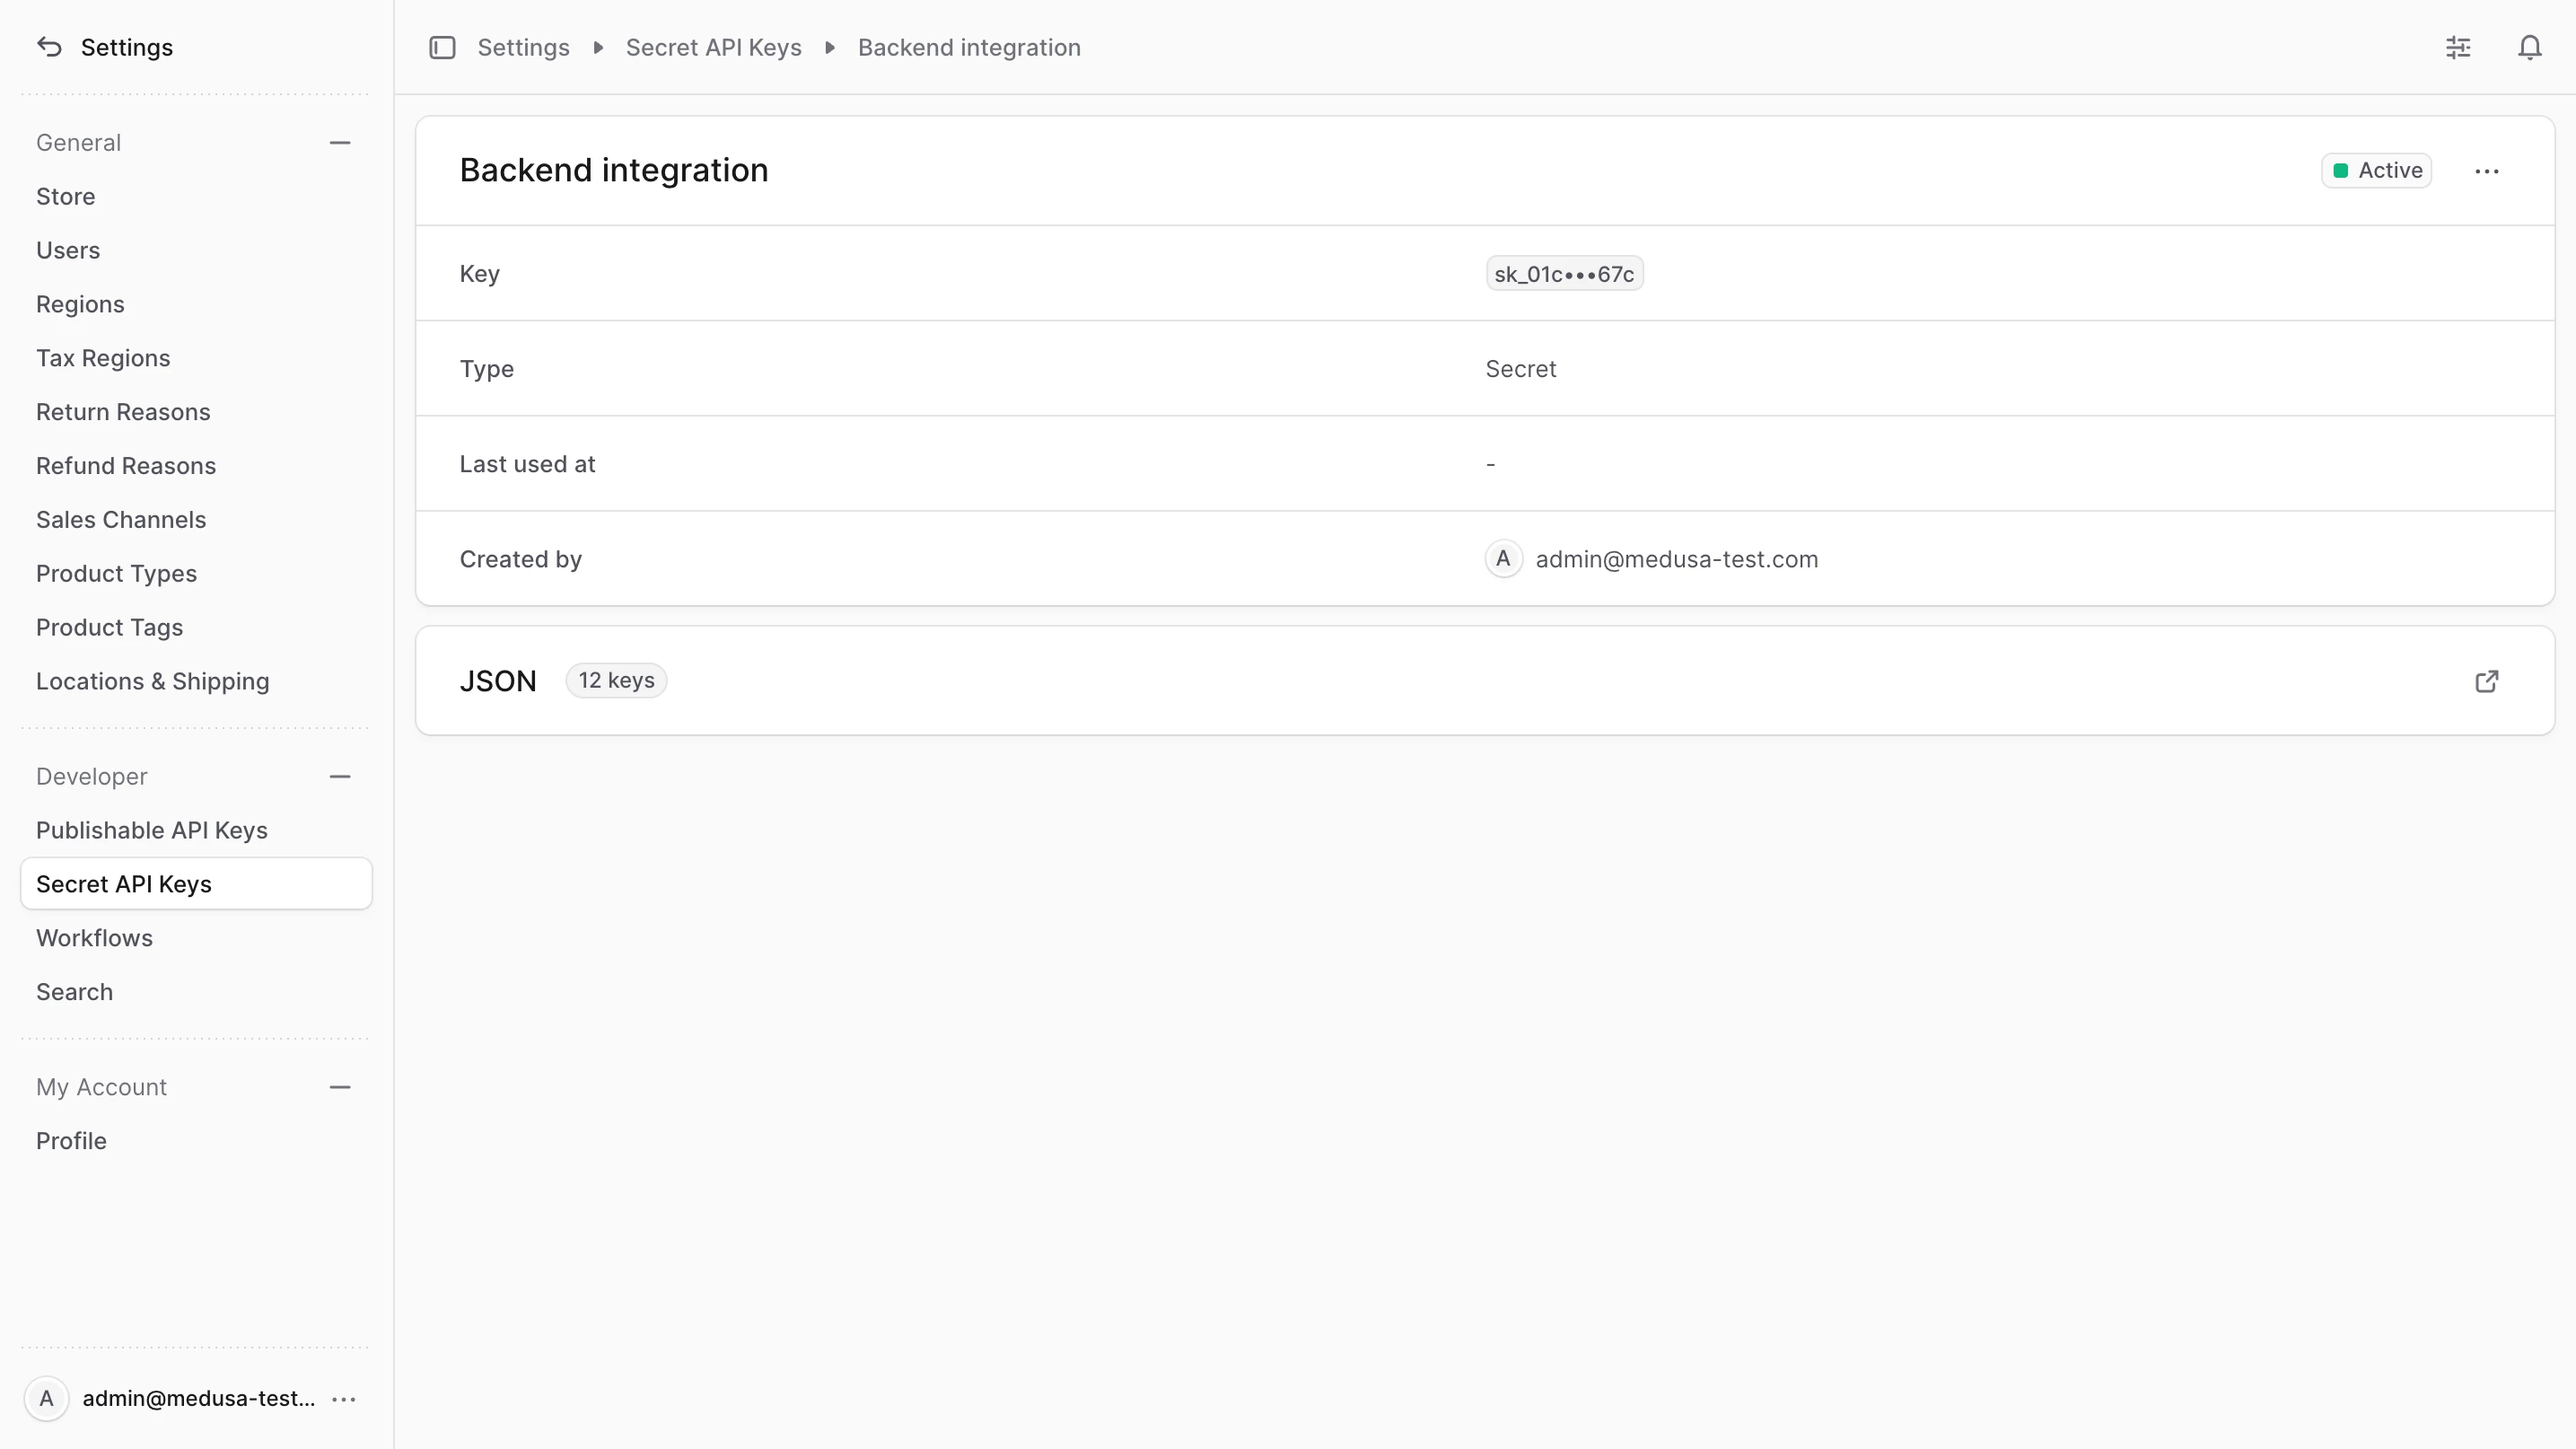 Settings
General
Store
Users
Regions
Tax Regions
Return Reasons
Refund Reasons
Sales Channels
Product Types
Product Tags
Locations & Shipping
Developer
Publishable API Keys
Secret API Keys
Workflows
Search
My Account
Profile
A admin@medusa-test...
Settings Secret API Keys Backend integration
Backend integration Active
Key sk_01c•••67c
Type Secret
Last used at -
Created by A admin@medusa-test.com
JSON 12 keys